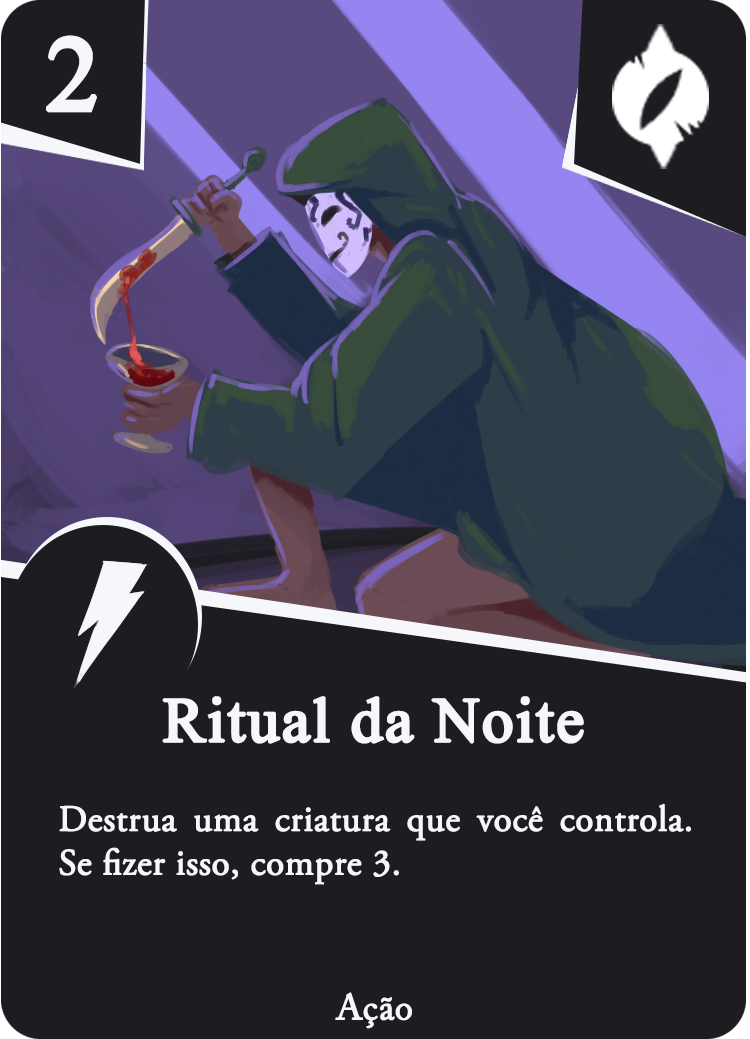 2
Ritual da Noite
Destrua uma criatura que você controla.
Se fizer isso, compre 3.
Ação